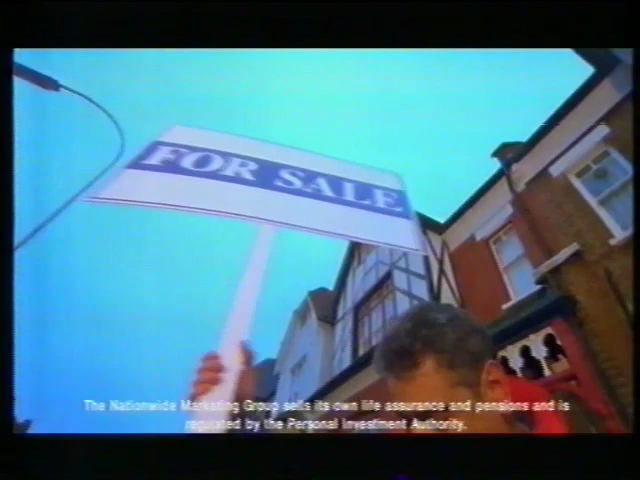 FOR SALE
The Nationwide Marketing Group sells its own life assurance and pensions and is
regulated by the Personal Investment Authority.